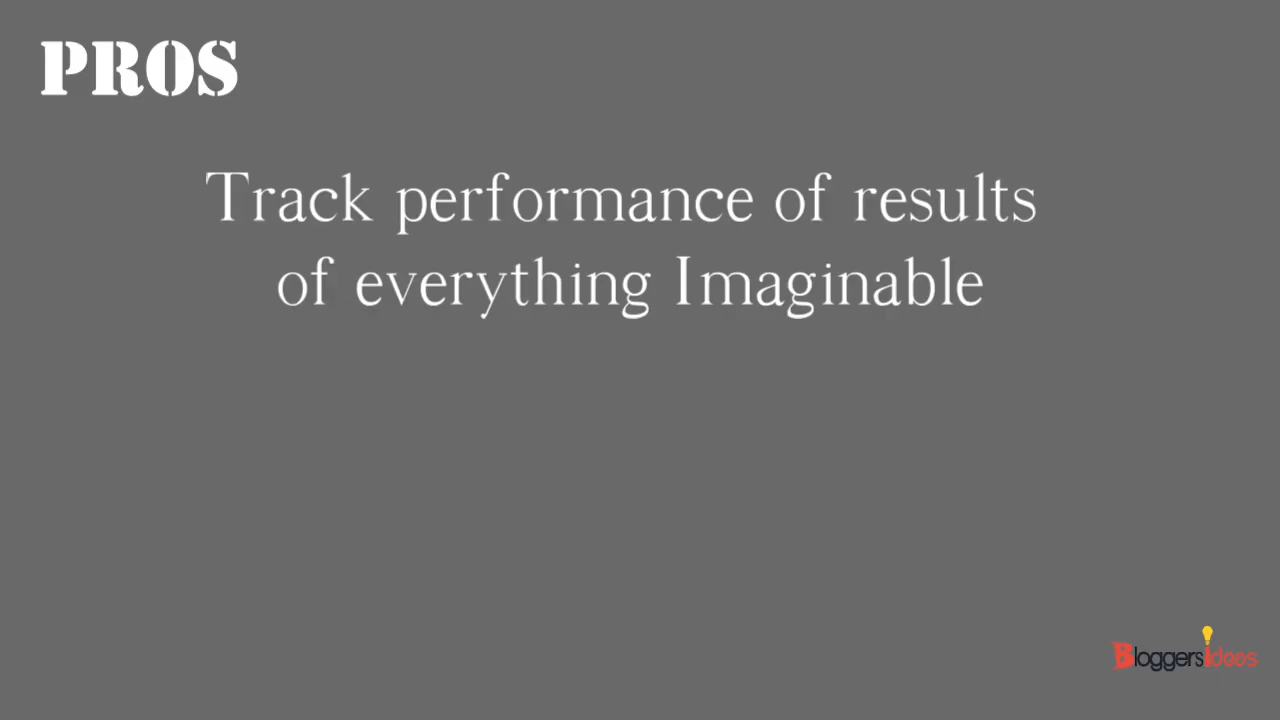 PROS
Track performance of results
of everything Imaginable
BloggersIdeas